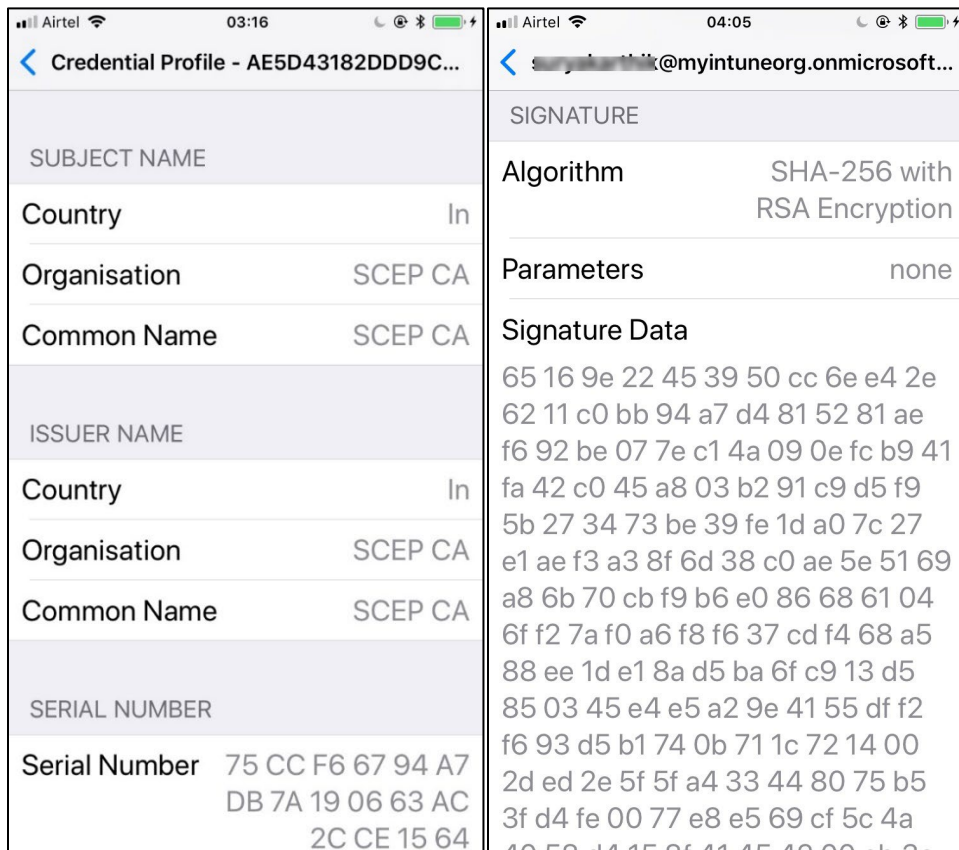 Airtel 03:16
Credential Profile - AE5D43182DDD9C...
SUBJECT NAME
Country In
Organisation SCEP CA
Common Name SCEP CA
ISSUER NAME
Country In
Organisation SCEP CA
Common Name SCEP CA
SERIAL NUMBER
Serial Number 75 CC F6 67 94 A7
DB 7A 19 06 63 AC
2C CE 15 64
Airtel 04:05
@myintuneorg.onmicrosoft...
SIGNATURE
Algorithm SHA-256 with
RSA Encryption
Parameters none
Signature Data
65 16 9e 22 45 39 50 cc 6e e4 2e
62 11 c0 bb 94 a7 d4 81 52 81 ae
f6 92 be 07 7e c1 4a 09 0e fc b9 41
fa 42 c0 45 a8 03 b2 91 c9 d5 f9
5b 27 34 73 be 39 fe 1d a0 7c 27
e1 ae f3 a3 8f 6d 38 c0 ae 5e 51 69
a8 6b 70 cb f9 b6 e0 86 68 61 04
6f f2 7a f0 a6 f8 f6 37 cd f4 68 a5
88 ee 1d e1 8a d5 ba 6f c9 13 d5
85 03 45 e4 e5 a2 9e 41 55 df f2
f6 93 d5 b1 74 0b 71 1c 72 14 00
2d ed 2e 5f 5f a4 33 44 80 75 b5
3f d4 fe 00 77 e8 e5 69 cf 5c 4a